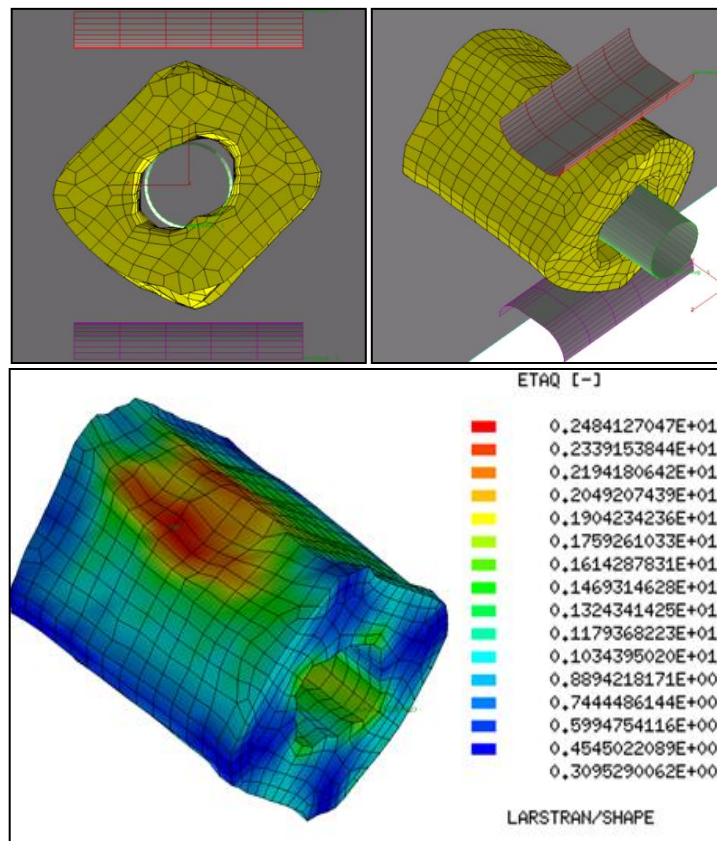 ETAQ [-]
0.2484127047E+01
0.2339153844E+01
0.2194180642E+01
0.2049207439E+01
0.1904234236E+01
0.1759261033E+01
0.1614287831E+01
0.1469314628E+01
0.1324341425E+01
0.1179368223E+01
0.1034395020E+01
0.8894218171E+00
0.7444486144E+00
0.5994754116E+00
0.4545022089E+00
0.3095290062E+00
LARSTRAN/SHAPE